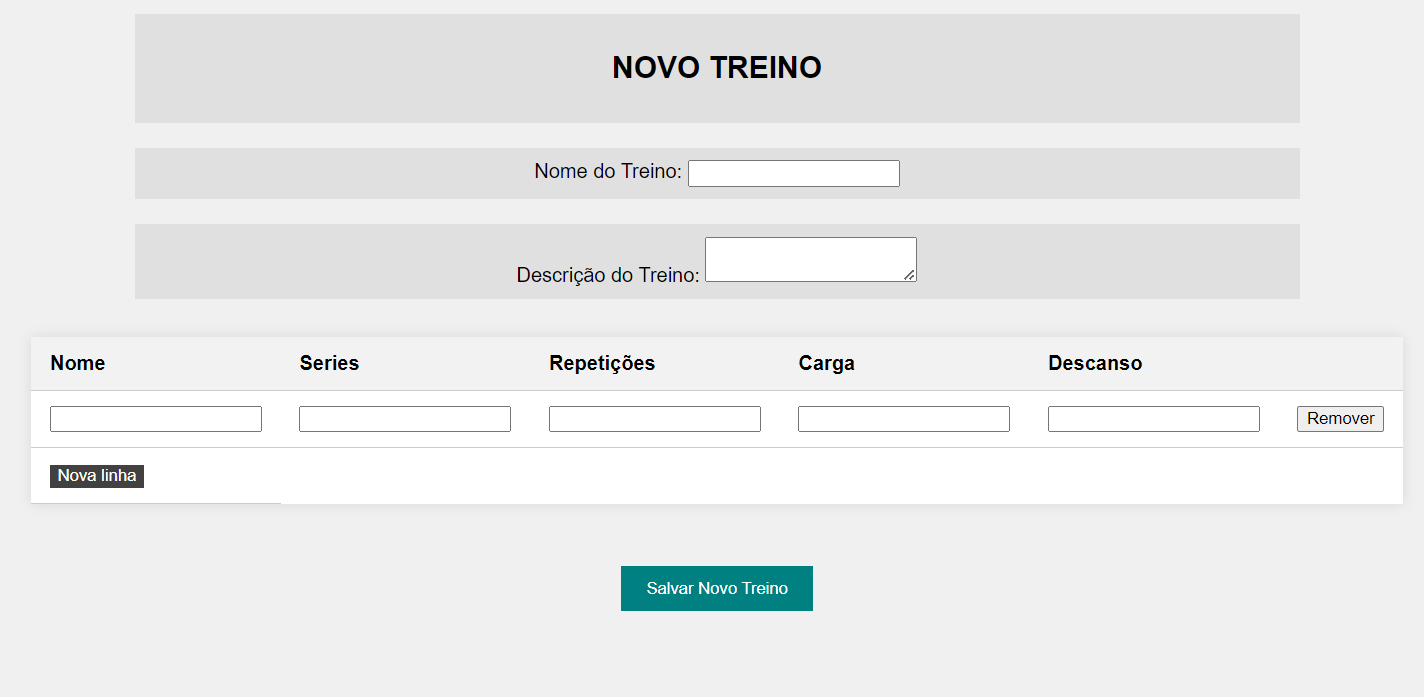 NOVO TREINO
Nome do Treino:
Descrição do Treino:
Nome Series Repetições Carga Descanso
Remover
Nova linha
Salvar Novo Treino